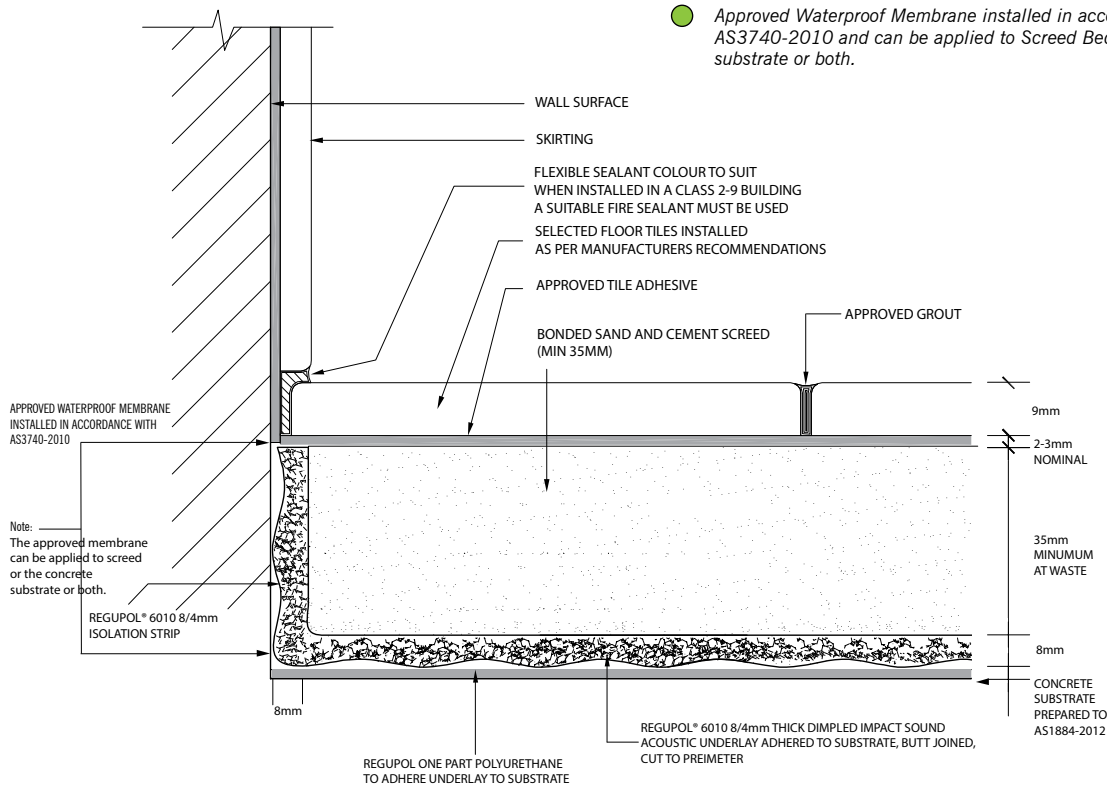 Approved Waterproof Membrane installed in
AS3740-2010 and can be applied to Screed
substrate or both.
WALL SURFACE
SKIRTING
FLEXIBLE SEALANT COLOUR TO SUIT
WHEN INSTALLED IN A CLASS 2-9 BUILDING
A SUITABLE FIRE SEALANT MUST BE USED
SELECTED FLOOR TILES INSTALLED
AS PER MANUFACTURERS RECOMMENDATIONS
APPROVED TILE ADHESIVE
APPROVED GROUT
BONDED SAND AND CEMENT SCREED
(MIN 35MM)
APPROVED WATERPROOF MEMBRANE
INSTALLED IN ACCORDANCE WITH
AS3740-2010
9mm
2-3mm
NOMINAL
Note:
The approved membrane
can be applied to screed
or the concrete
substrate or both.
35mm
MINUMUM
AT WASTE
REGUPOL® 6010 8/4mm
ISOLATION STRIP
8mm
CONCRETE
SUBSTRATE
PREPARED TO
AS1884-2012
8mm
REGUPOL® 6010 8/4mm THICK DIMPLED IMPACT SOUND
ACOUSTIC UNDERLAY ADHERED TO SUBSTRATE, BUTT JOINED,
CUT TO PREIMETER
REGUPOL ONE PART POLYURETHANE
TO ADHERE UNDERLAY TO SUBSTRATE